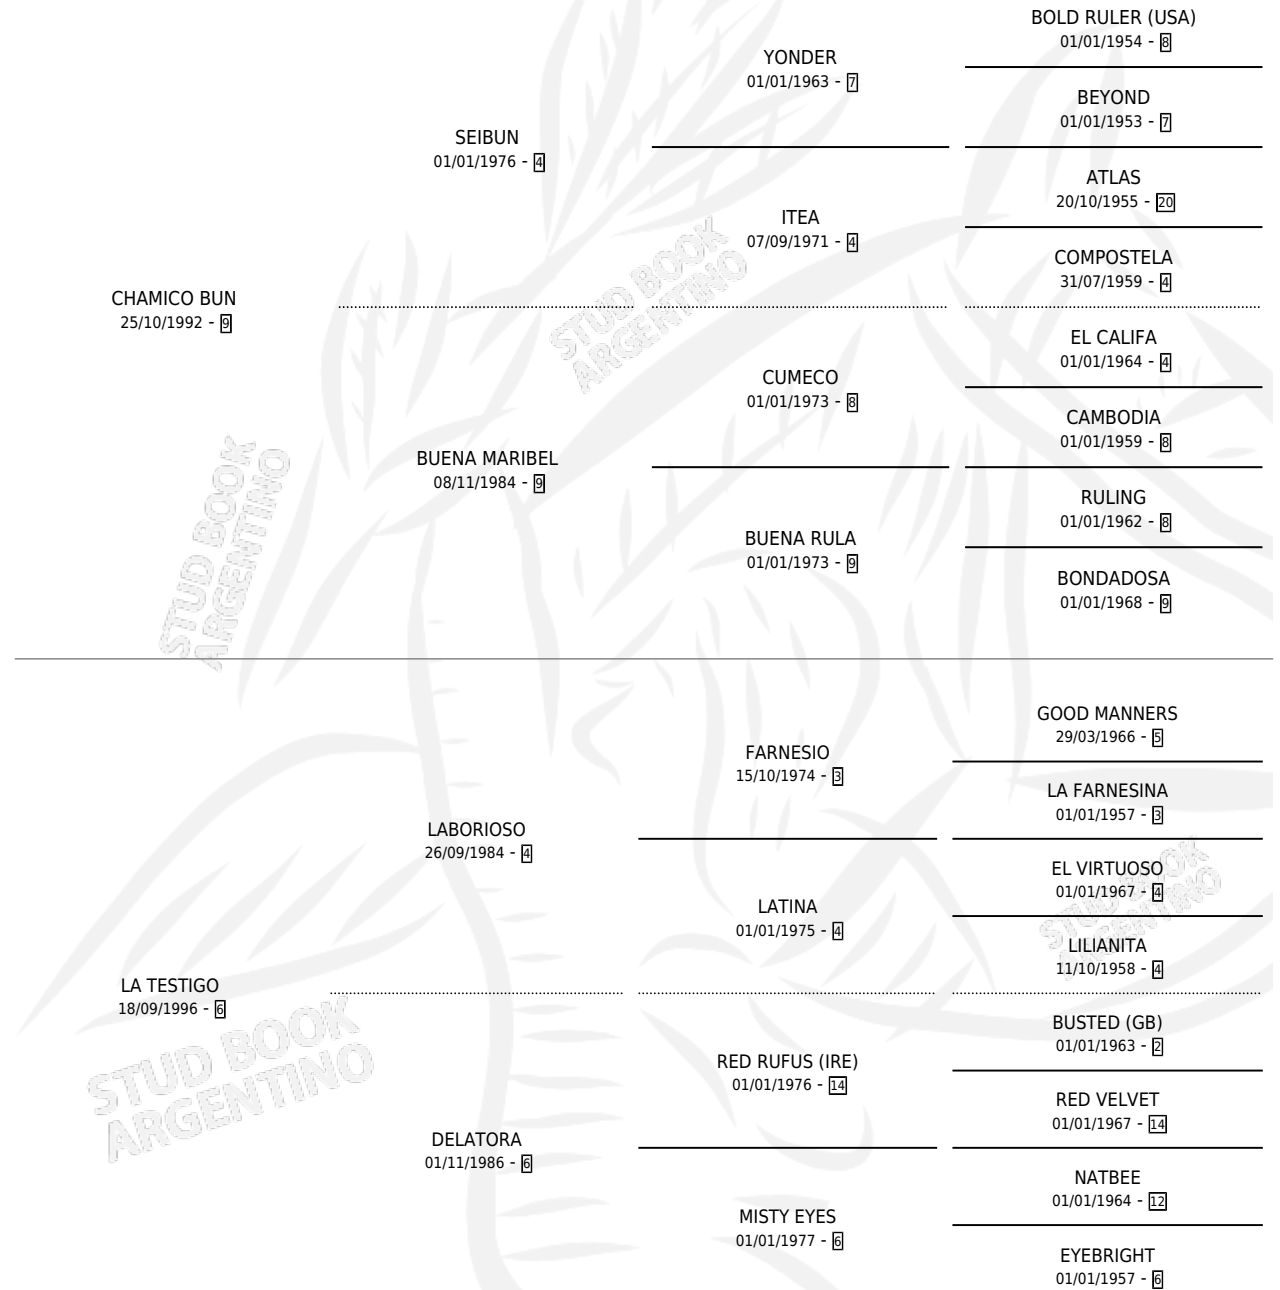 BOLD RULER (USA)
01/01/1954 - 8
YONDER
01/01/1963 - 7
BEYOND
01/01/1953 - 7
SEIBUN
01/01/1976 - 4
ATLAS
20/10/1955 - 20
ITEA
07/09/1971 - 4
COMPOSTELA
31/07/1959 - 4
CHAMICO BUN
25/10/1992 - 9
EL CALIFA
01/01/1964 - 4
CUMECO
01/01/1973 - 8
CAMBODIA
01/01/1959 - 8
BUENA MARIBEL
08/11/1984 - 9
RULING
01/01/1962 - 8
BUENA RULA
01/01/1973 - 9
BONDADOSA
01/01/1968 - 9
STUD BOOK
ARGENTINO
STUD BOOK
ARGENTINO
GOOD MANNERS
29/03/1966 - 5
FARNESIO
15/10/1974 - 3
LA FARNESINA
01/01/1957 - 3
LABORIOSO
26/09/1984 - 4
EL VIRTUOSO
01/01/1967 - 4
LATINA
01/01/1975 - 4
LILIANITA
11/10/1958 - 4
LA TESTIGO
18/09/1996 - 6
BUSTED (GB)
01/01/1963 - 2
RED RUFUS (IRE)
01/01/1976 - 14
RED VELVET
01/01/1967 - 14
DELATORA
01/11/1986 - 6
NATBEE
01/01/1964 - 12
MISTY EYES
01/01/1977 - 6
EYEBRIGHT
01/01/1957 - 6
STUD BOOK
ARGENTINO
STUD BOOK
ARGENTINO